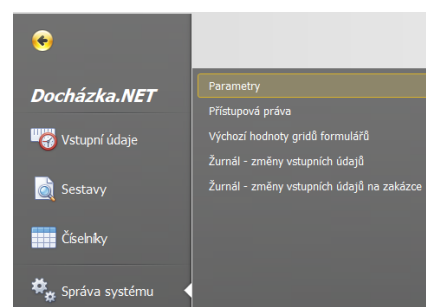 Docházka.NET
Vstupní údaje
Sestavy
Číselníky
Správa systému
Parametry
Přístupová práva
Výchozí hodnoty gridů formulářů
Žurnál - změny vstupních údajů
Žurnál - změny vstupních údajů na zakázce